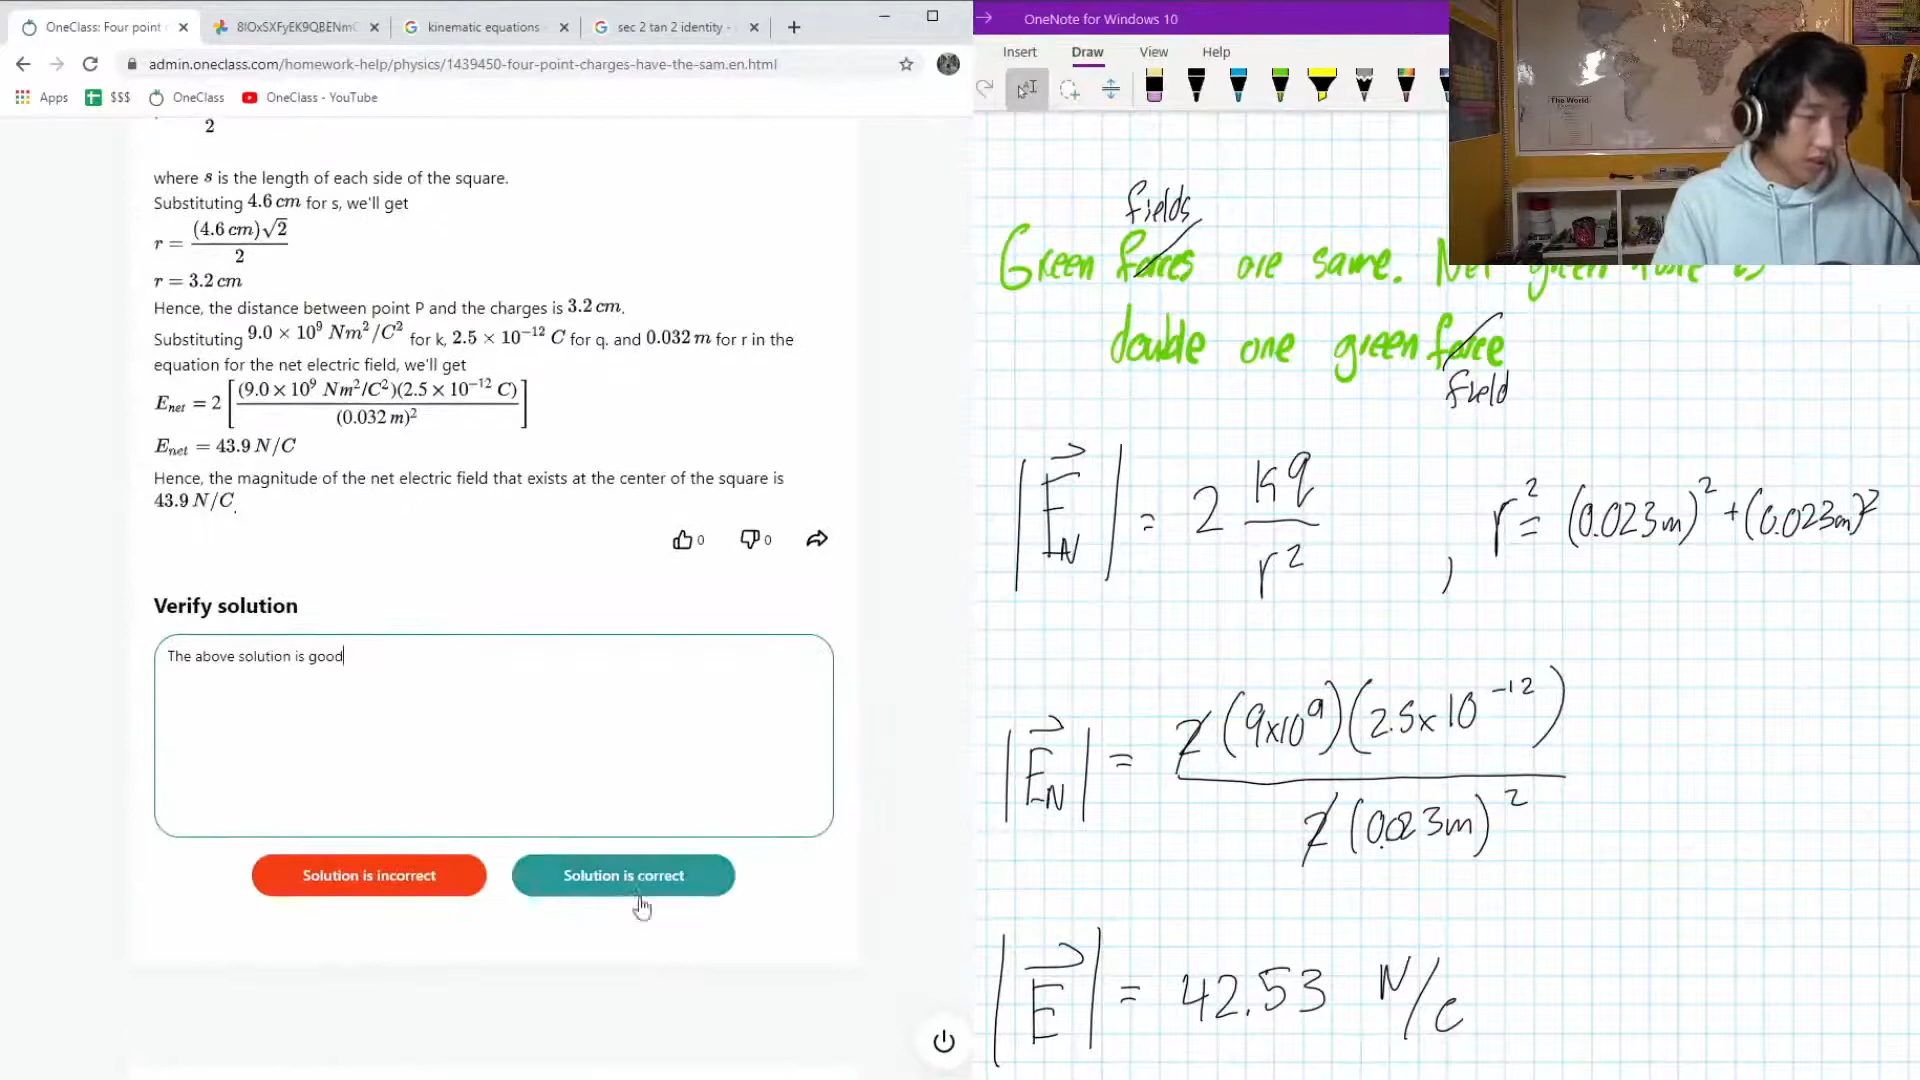 OneClass: Four point
8lOxSXFyEK9QBENm
kinematic equations -
sec 2 tan 2 identity -
admin.oneclass.com/homework-help/physics/1439450-four-point-charges-have-the-sam.en.html
Apps
$$$
OneClass
OneClass - YouTube
2
where s is the length of each side of the square.
Substituting 4.6 cm for s, we'll get
r = (4.6 cm)√2 / 2
r = 3.2 cm
Hence, the distance between point P and the charges is 3.2 cm.
Substituting 9.0 × 10⁹ Nm²/C² for k, 2.5 × 10⁻¹² C for q. and 0.032 m for r in the
equation for the net electric field, we'll get
E_net = 2 [ (9.0 × 10⁹ Nm²/C²)(2.5 × 10⁻¹² C) / (0.032 m)² ]
E_net = 43.9 N/C
Hence, the magnitude of the net electric field that exists at the center of the square is
43.9 N/C.
0
0
Verify solution
The above solution is good
Solution is incorrect
Solution is correct
OneNote for Windows 10
Insert
Draw
View
Help
The World
fields
Green forces are same. Net green
double one green force
field
|E_N| = 2 kq / r² , r² = (0.023m)² + (0.023m)²
|E_N| = 2 (9x10⁹)(2.5x10⁻¹²) / 2 (0.023m)²
|E| = 42.53 N/C